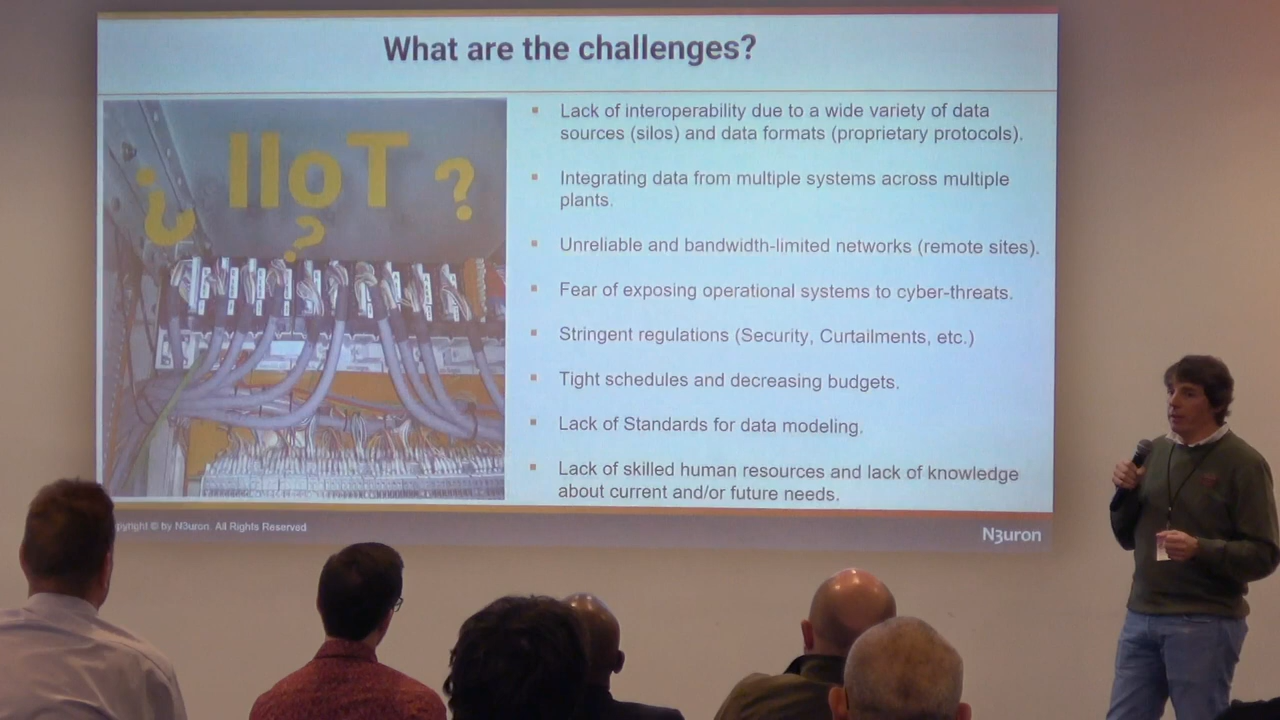 What are the challenges?
¿ IIoT ?
?
Lack of interoperability due to a wide variety of data
sources (silos) and data formats (proprietary protocols).
Integrating data from multiple systems across multiple
plants.
Unreliable and bandwidth-limited networks (remote sites).
Fear of exposing operational systems to cyber-threats.
Stringent regulations (Security, Curtailments, etc.)
Tight schedules and decreasing budgets.
Lack of Standards for data modeling.
Lack of skilled human resources and lack of knowledge
about current and/or future needs.
pyright © by N3uron. All Rights Reserved
N3uron